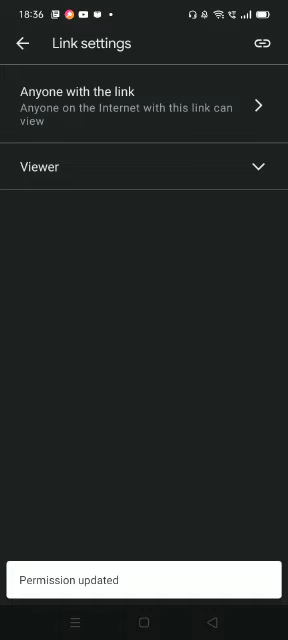 18:36
Link settings
Anyone with the link
Anyone on the Internet with this link can
view
Viewer
Permission updated